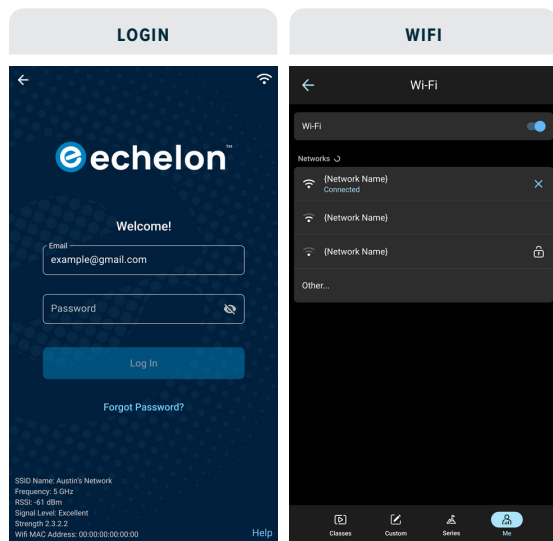 LOGIN
echelon™
Welcome!
Email
example@gmail.com
Password
Log In
Forgot Password?
SSID Name: Austin's Network
Frequency: 5 GHz
RSSI: -61 dBm
Signal Level: Excellent
Strength 2.3.2.2
Wifi MAC Address: 00:00:00:00:00:00
Help
WIFI
Wi-Fi
Wi-Fi
Networks
{Network Name}
Connected
{Network Name}
{Network Name}
Other...
Classes
Custom
Series
Me